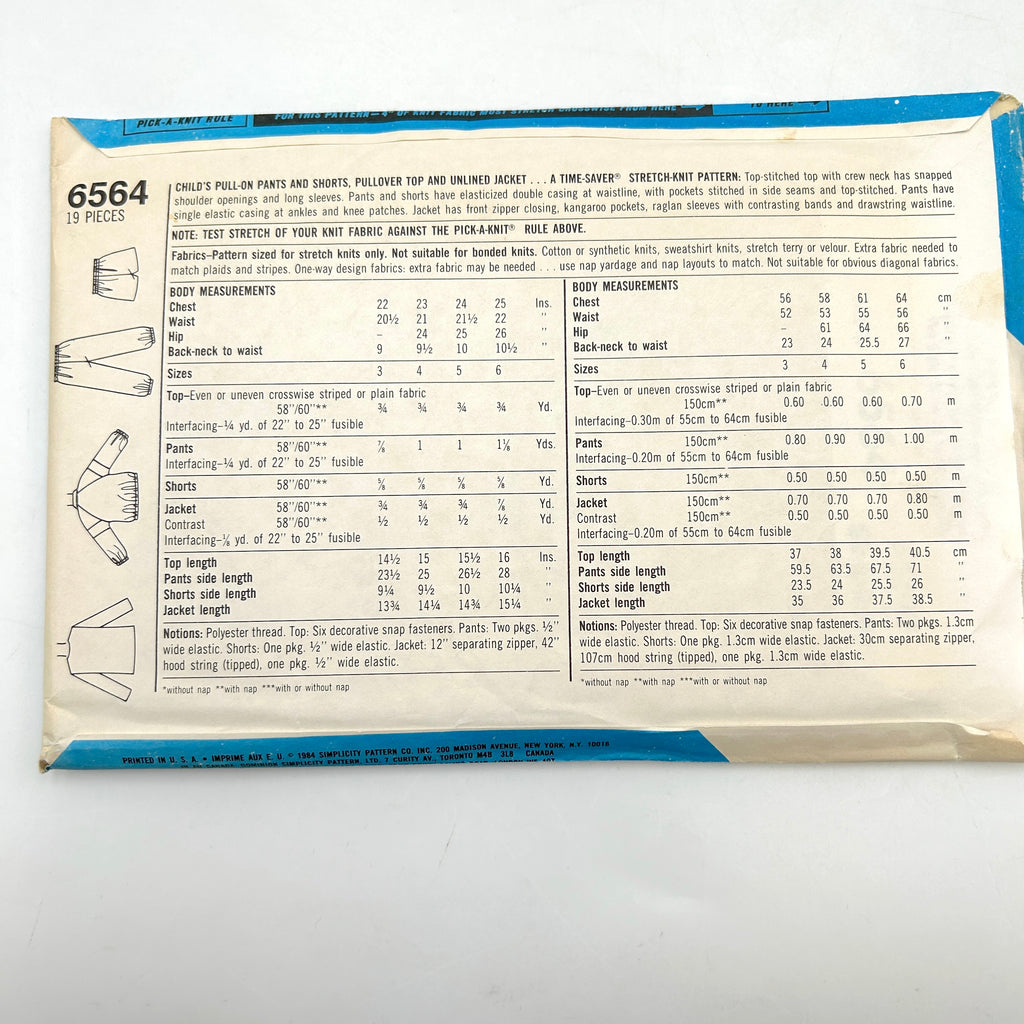 PICK-A-KNIT RULE
FOR THIS PATTERN—4" OF KNIT FABRIC MUST STRETCH CROSSWISE FROM HERE
TO HERE
6564
19 PIECES
CHILD'S PULL-ON PANTS AND SHORTS, PULLOVER TOP AND UNLINED JACKET . . . A TIME-SAVER® STRETCH-KNIT PATTERN: Top-stitched top with crew neck has snapped
shoulder openings and long sleeves. Pants and shorts have elasticized double casing at waistline, with pockets stitched in side seams and top-stitched. Pants have
single elastic casing at ankles and knee patches. Jacket has front zipper closing, kangaroo pockets, raglan sleeves with contrasting bands and drawstring waistline.
NOTE: TEST STRETCH OF YOUR KNIT FABRIC AGAINST THE PICK-A-KNIT® RULE ABOVE.
Fabrics—Pattern sized for stretch knits only. Not suitable for bonded knits. Cotton or synthetic knits, sweatshirt knits, stretch terry or velour. Extra fabric needed to
match plaids and stripes. One-way design fabrics: extra fabric may be needed . . . use nap yardage and nap layouts to match. Not suitable for obvious diagonal fabrics.
BODY MEASUREMENTS
Chest 22 23 24 25 Ins.
Waist 20½ 21 21½ 22 "
Hip – 24 25 26 "
Back-neck to waist 9 9½ 10 10½ "
Sizes 3 4 5 6
Top—Even or uneven crosswise striped or plain fabric
58"/60"** ¾ ¾ ¾ ¾ Yd.
Interfacing—¼ yd. of 22" to 25" fusible
Pants 58"/60"** ⅞ 1 1 1⅛ Yds.
Interfacing—¼ yd. of 22" to 25" fusible
Shorts 58"/60"** ⅝ ⅝ ⅝ ⅝ Yd.
Jacket 58"/60"** ¾ ¾ ¾ ⅞ Yd.
Contrast 58"/60"** ½ ½ ½ ½ Yd.
Interfacing—⅛ yd. of 22" to 25" fusible
Top length 14½ 15 15½ 16 Ins.
Pants side length 23½ 25 26½ 28 "
Shorts side length 9¼ 9½ 10 10¼ "
Jacket length 13¾ 14¼ 14¾ 15¼ "
Notions: Polyester thread. Top: Six decorative snap fasteners. Pants: Two pkgs. ½"
wide elastic. Shorts: One pkg. ½" wide elastic. Jacket: 12" separating zipper, 42"
hood string (tipped), one pkg. ½" wide elastic.
*without nap **with nap ***with or without nap
BODY MEASUREMENTS
Chest 56 58 61 64 cm
Waist 52 53 55 56 "
Hip – 61 64 66 "
Back-neck to waist 23 24 25.5 27 "
Sizes 3 4 5 6
Top—Even or uneven crosswise striped or plain fabric
150cm** 0.60 .0.60 0.60 0.70 m
Interfacing—0.30m of 55cm to 64cm fusible
Pants 150cm** 0.80 0.90 0.90 1.00 m
Interfacing—0.20m of 55cm to 64cm fusible
Shorts 150cm** 0.50 0.50 0.50 0.50 m
Jacket 150cm** 0.70 0.70 0.70 0.80 m
Contrast 150cm** 0.50 0.50 0.50 0.50 m
Interfacing—0.20m of 55cm to 64cm fusible
Top length 37 38 39.5 40.5 cm
Pants side length 59.5 63.5 67.5 71 "
Shorts side length 23.5 24 25.5 26 "
Jacket length 35 36 37.5 38.5 "
Notions: Polyester thread. Top: Six decorative snap fasteners. Pants: Two pkgs. 1.3cm
wide elastic. Shorts: One pkg. 1.3cm wide elastic. Jacket: 30cm separating zipper,
107cm hood string (tipped), one pkg. 1.3cm wide elastic.
*without nap **with nap ***with or without nap
PRINTED IN U. S. A. • IMPRIME AUX E. U. © 1984 SIMPLICITY PATTERN CO. INC. 200 MADISON AVENUE, NEW YORK, N.Y. 10016
CANADA, DOMINION SIMPLICITY PATTERN, LTD. 7 CURITY AV., TORONTO M4B 3L8 CANADA